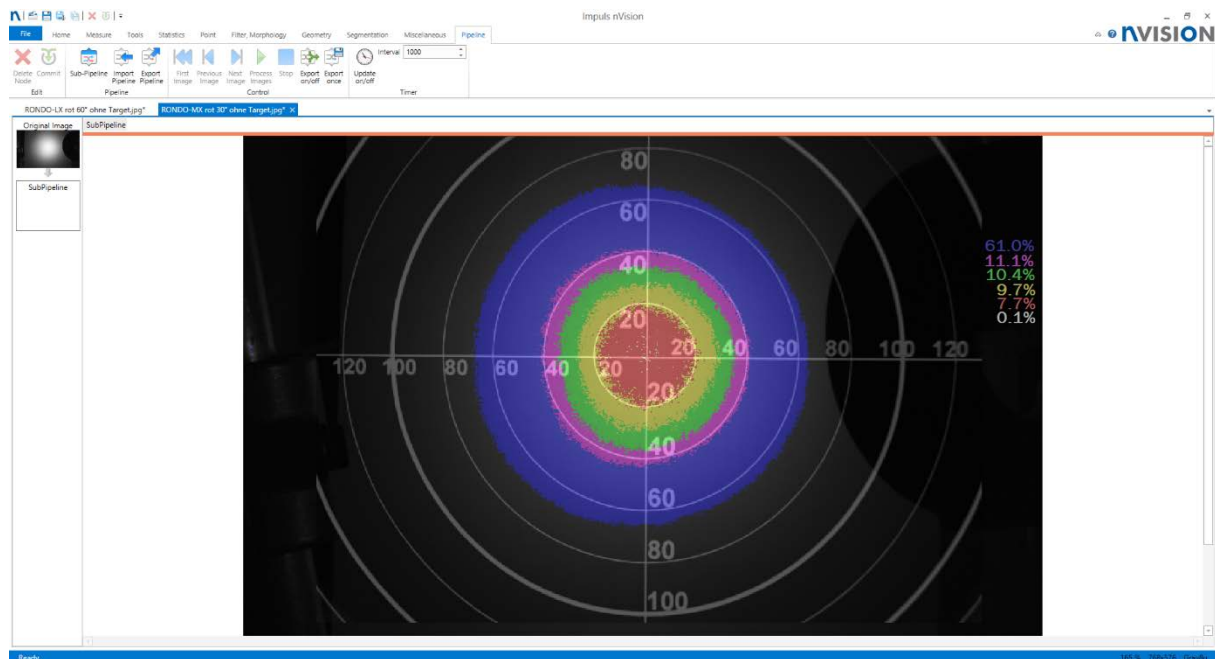 Impuls nVision
File Home Measure Tools Statistics Point Filter, Morphology Geometry Segmentation Miscellaneous Pipeline
nVISION
Interval 1000
Delete Node Commit Sub-Pipeline Import Pipeline Export Pipeline First Image Previous Image Next Image Process Images Stop Export on/off Export once Update on/off
Edit Pipeline Control Timer
RONDO-LX rot 60° ohne Target.jpg* RONDO-MX rot 30° ohne Target.jpg* X
Original Image SubPipeline
SubPipeline
80
60
40
20
61.0%
11.1%
10.4%
9.7%
7.7%
0.1%
120 100 80 60 40 20 20 40 60 80 100 120
20
40
60
80
100
Ready